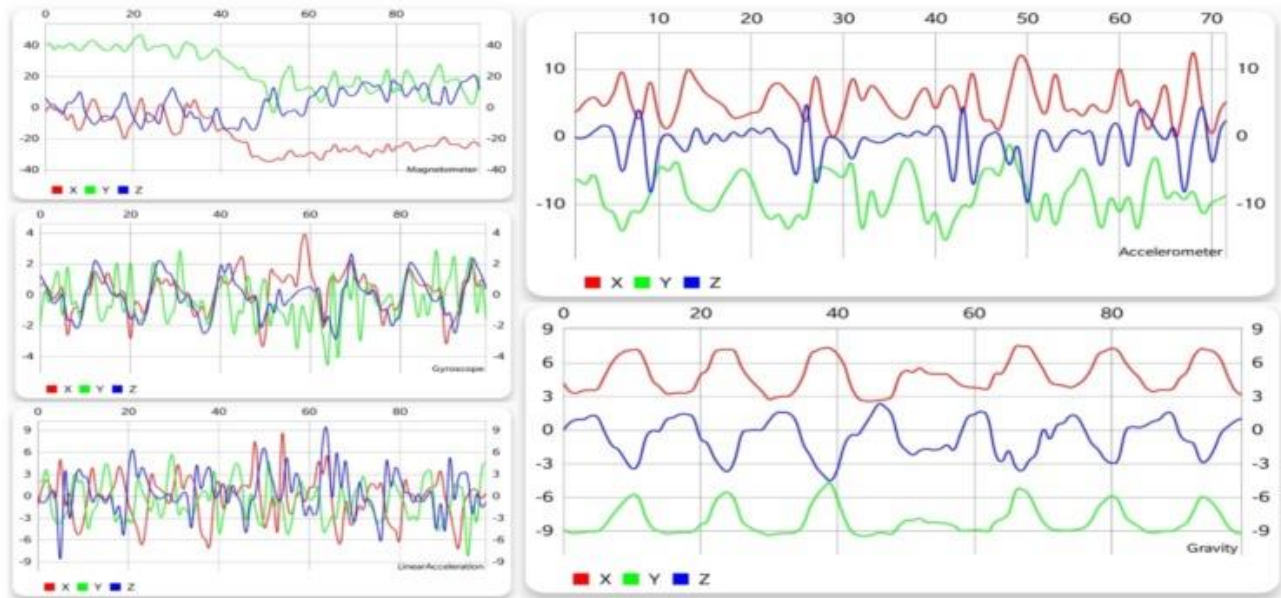 0 20 40 60 80
40 40
20 20
0 0
-20 -20
-40 -40
Magnetometer
X Y Z
0 20 40 60 80
4 4
2 2
0 0
-2 -2
-4 -4
Gyroscope
X Y Z
0 20 40 60 80
9 9
6 6
3 3
0 0
-3 -3
-6 -6
-9 -9
LinearAcceleration
X Y Z
10 20 30 40 50 60 70
10 10
0 0
-10 -10
Accelerometer
X Y Z
0 20 40 60 80
9 9
6 6
3 3
0 0
-3 -3
-6 -6
-9 -9
Gravity
X Y Z